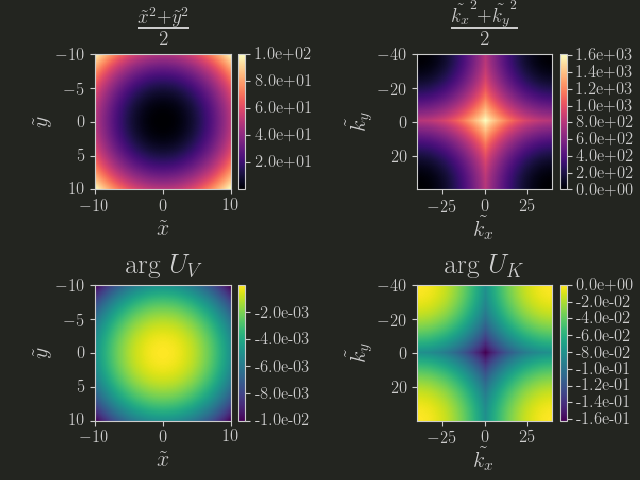 x̃²+ỹ²
2
−10
−5
0
5
10
ỹ
−10
0
10
x̃
1.0e+02
8.0e+01
6.0e+01
4.0e+01
2.0e+01
k̃ₓ²+k̃ᵧ²
2
−40
−20
0
20
k̃ᵧ
−25
0
25
k̃ₓ
1.6e+03
1.4e+03
1.2e+03
1.0e+03
8.0e+02
6.0e+02
4.0e+02
2.0e+02
0.0e+00
arg U_V
−10
−5
0
5
10
ỹ
−10
0
10
x̃
-2.0e-03
-4.0e-03
-6.0e-03
-8.0e-03
-1.0e-02
arg U_K
−40
−20
0
20
k̃ᵧ
−25
0
25
k̃ₓ
0.0e+00
-2.0e-02
-4.0e-02
-6.0e-02
-8.0e-02
-1.0e-01
-1.2e-01
-1.4e-01
-1.6e-01